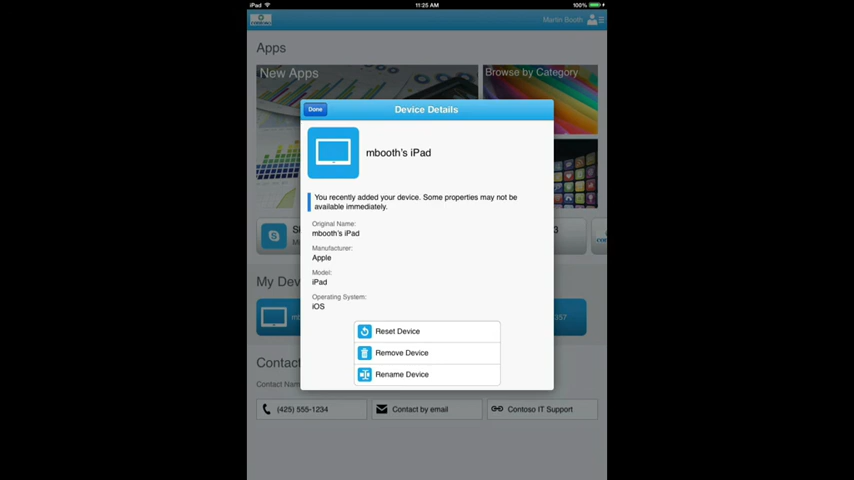 iPad
11:25 AM
100%
Martin Booth
Apps
New Apps
Browse by Category
Device Details
Done
mbooth's iPad
You recently added your device. Some properties may not be
available immediately.
Original Name:
mbooth's iPad
Manufacturer:
Apple
Model:
iPad
Operating System:
iOS
Reset Device
Remove Device
Rename Device
My Dev
Contact
Contact Nam
(425) 555-1234
Contact by email
Contoso IT Support